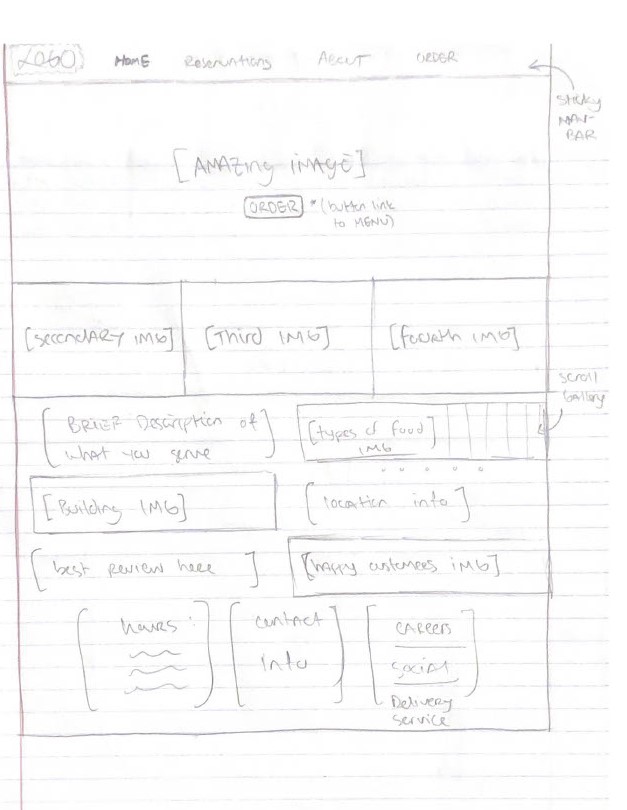 LOGO HOME Reservations ABOUT ORDER
Sticky
NAV-
BAR
[AMAZing iMAgE]
ORDER *(button link
to MENU)
[secondARY IMG] [Third IMG] [fourth IMG]
scroll
Gallery
[BRIEF Description of
what you serve]
[types of food]
IMG
[Building IMG] [location info]
[best review here] [happy customers iMG]
hours:
contact
info
CAREERS
social
Delivery
service